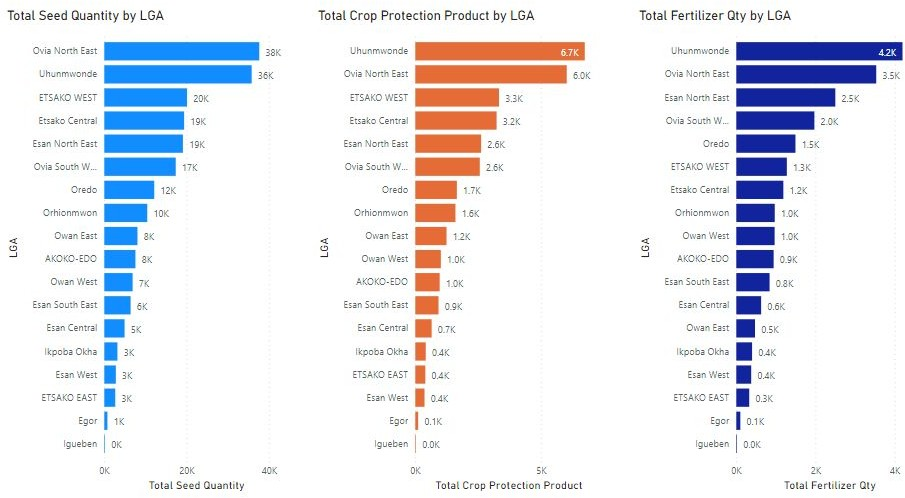 Total Seed Quantity by LGA
LGA
Ovia North East 38K
Uhunmwonde 36K
ETSAKO WEST 20K
Etsako Central 19K
Esan North East 19K
Ovia South W... 17K
Oredo 12K
Orhionmwon 10K
Owan East 8K
AKOKO-EDO 8K
Owan West 7K
Esan South East 6K
Esan Central 5K
Ikpoba Okha 3K
Esan West 3K
ETSAKO EAST 3K
Egor 1K
Igueben 0K
0K 20K 40K
Total Seed Quantity
Total Crop Protection Product by LGA
LGA
Uhunmwonde 6.7K
Ovia North East 6.0K
ETSAKO WEST 3.3K
Etsako Central 3.2K
Esan North East 2.6K
Ovia South W... 2.6K
Oredo 1.7K
Orhionmwon 1.6K
Owan East 1.2K
Owan West 1.0K
AKOKO-EDO 1.0K
Esan South East 0.9K
Esan Central 0.7K
Ikpoba Okha 0.4K
ETSAKO EAST 0.4K
Esan West 0.4K
Egor 0.1K
Igueben 0.0K
0K 5K
Total Crop Protection Product
Total Fertilizer Qty by LGA
LGA
Uhunmwonde 4.2K
Ovia North East 3.5K
Esan North East 2.5K
Ovia South W... 2.0K
Oredo 1.5K
ETSAKO WEST 1.3K
Etsako Central 1.2K
Orhionmwon 1.0K
Owan West 1.0K
AKOKO-EDO 0.9K
Esan South East 0.8K
Esan Central 0.6K
Owan East 0.5K
Ikpoba Okha 0.4K
Esan West 0.4K
ETSAKO EAST 0.3K
Egor 0.1K
Igueben 0.0K
0K 2K 4K
Total Fertilizer Qty